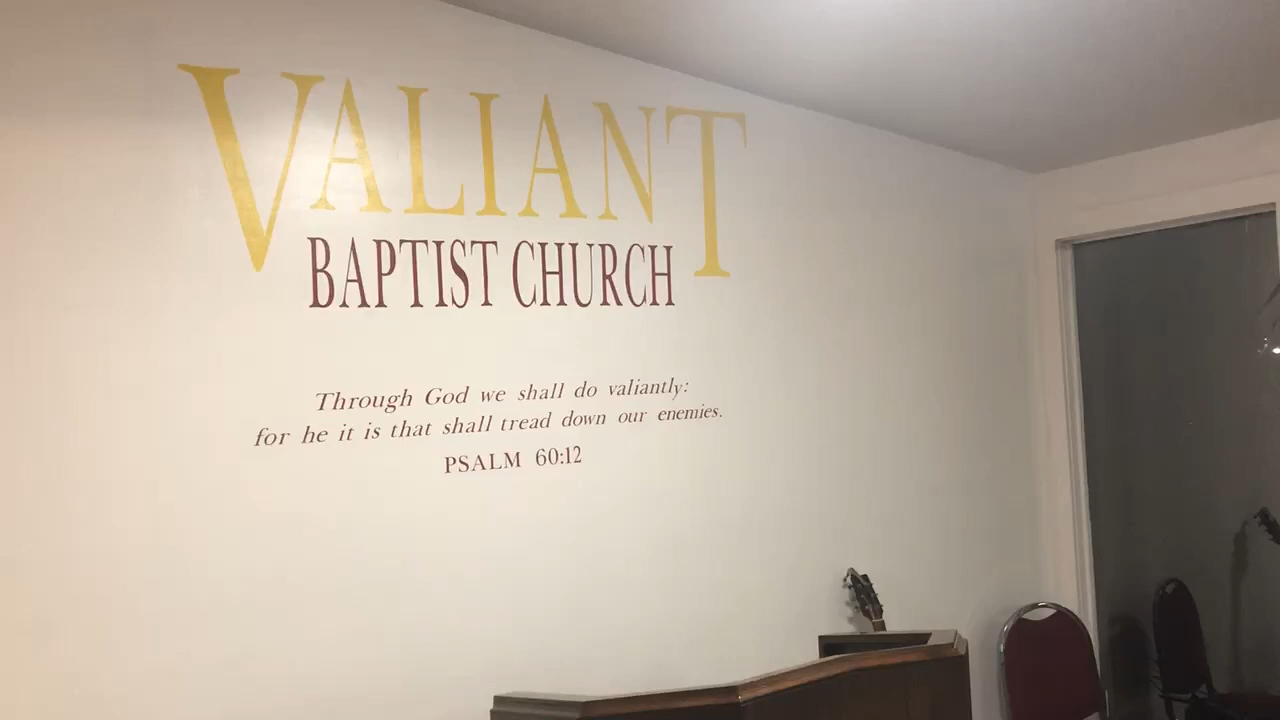 VALIANT
BAPTIST CHURCH
Through God we shall do valiantly:
for he it is that shall tread down our enemies.
PSALM 60:12